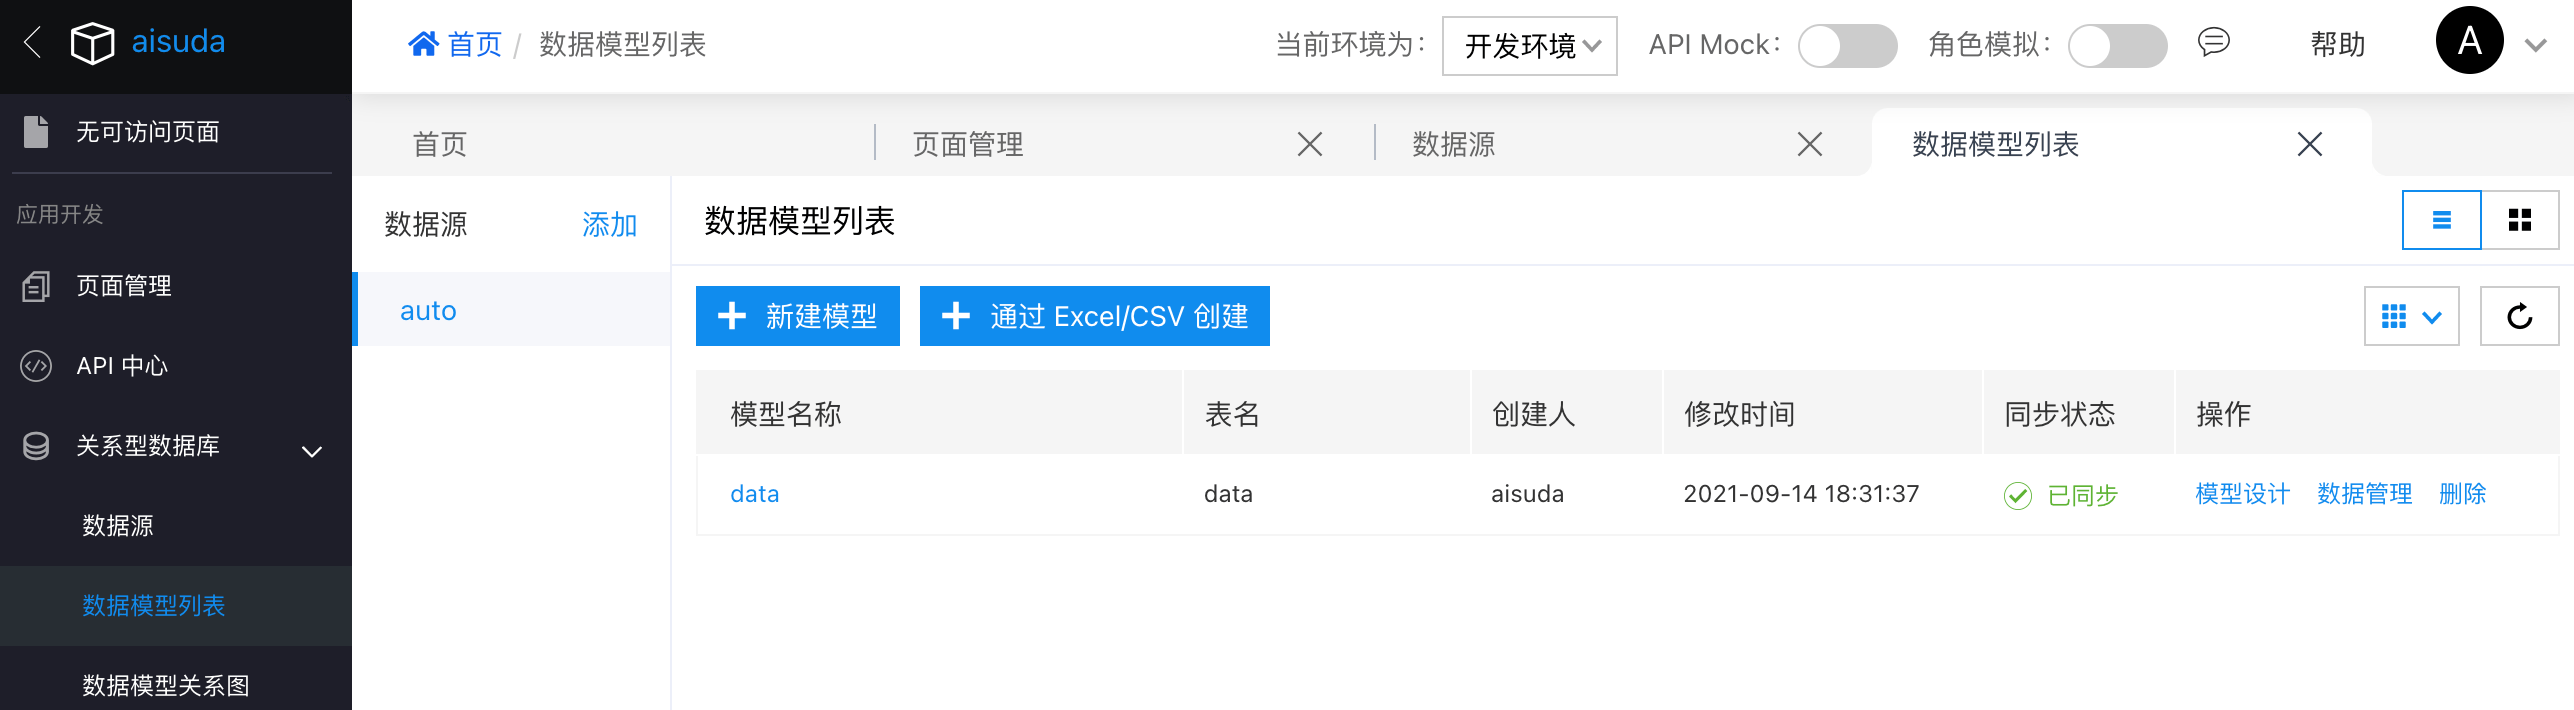 aisuda
首页 / 数据模型列表
当前环境为： 开发环境 API Mock： 角色模拟： 帮助 A
无可访问页面
应用开发
页面管理
API 中心
关系型数据库
数据源
数据模型列表
数据模型关系图
首页 页面管理 数据源 数据模型列表
数据源 添加
auto
数据模型列表
新建模型 通过 Excel/CSV 创建
模型名称 表名 创建人 修改时间 同步状态 操作
data data aisuda 2021-09-14 18:31:37 已同步 模型设计 数据管理 删除